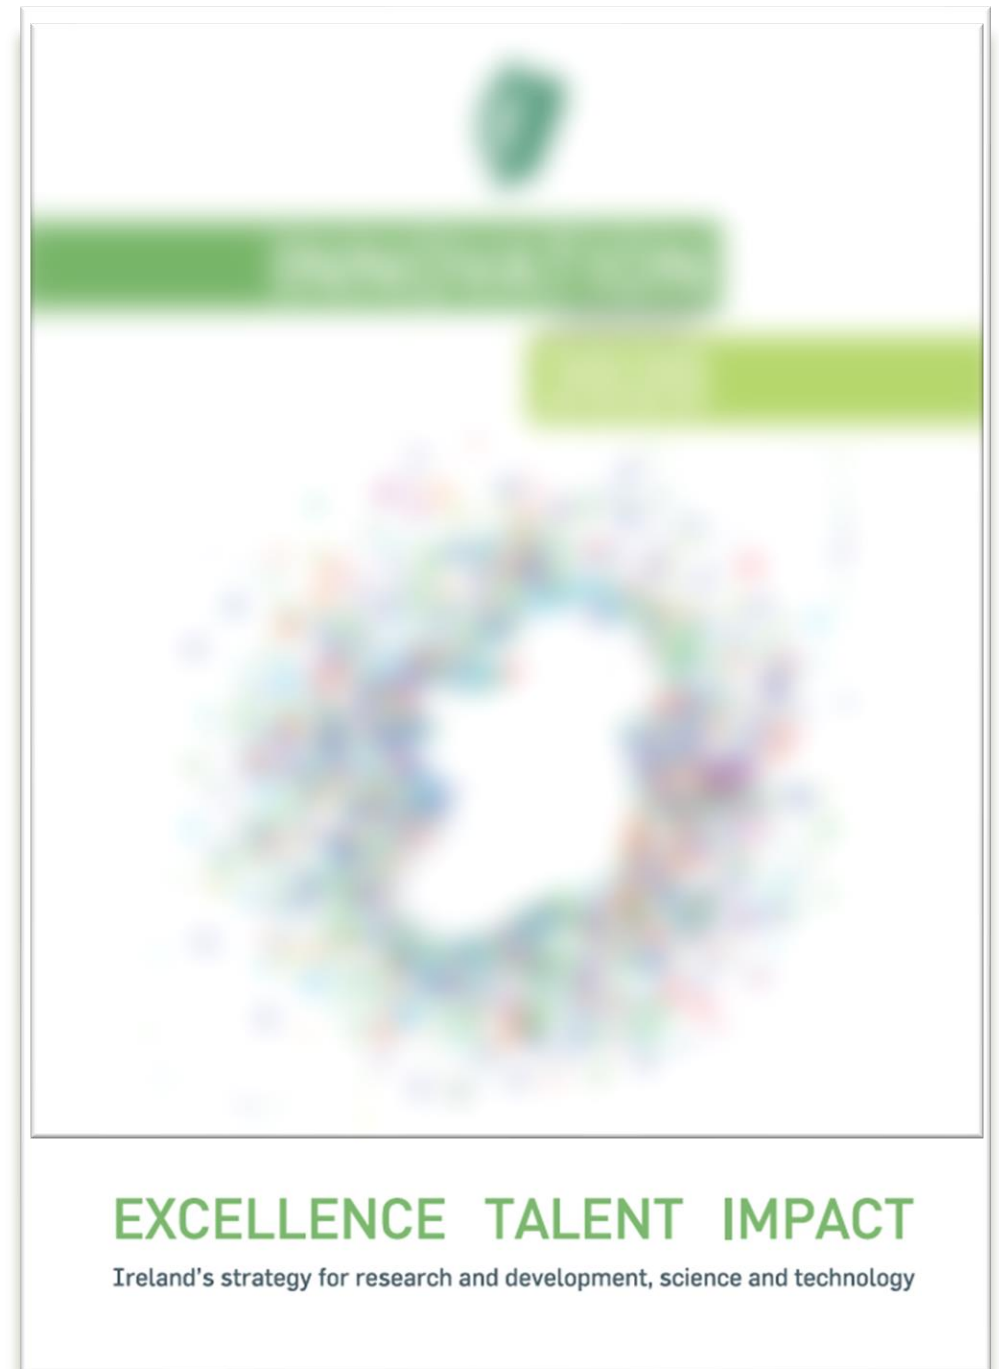 EXCELLENCE TALENT IMPACT
Ireland's strategy for research and development, science and technology